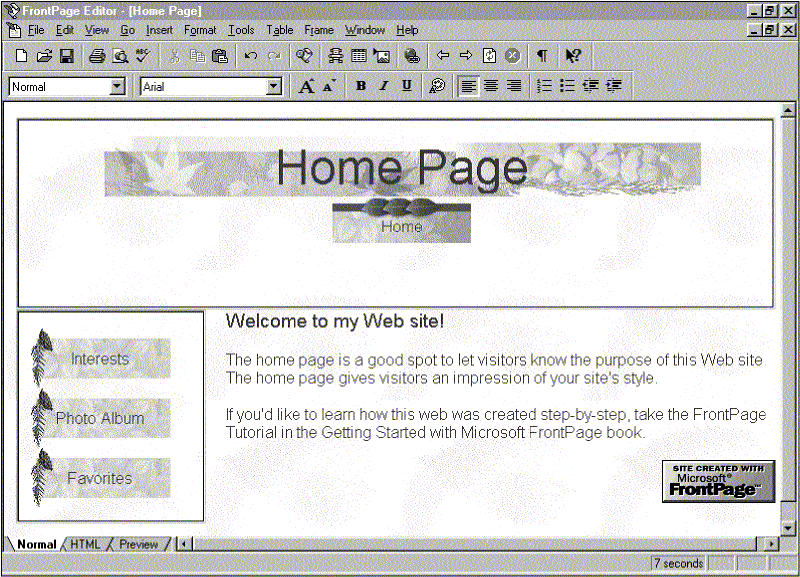 FrontPage Editor - [Home Page]
File Edit View Go Insert Format Tools Table Frame Window Help
ABC
Normal Arial A A B I U
Home Page
Home
Welcome to my Web site!
Interests
The home page is a good spot to let visitors know the purpose of this Web site
The home page gives visitors an impression of your site's style.
Photo Album
If you'd like to learn how this web was created step-by-step, take the FrontPage
Tutorial in the Getting Started with Microsoft FrontPage book.
Favorites
SITE CREATED WITH
Microsoft®
FrontPage™
Normal HTML Preview
7 seconds